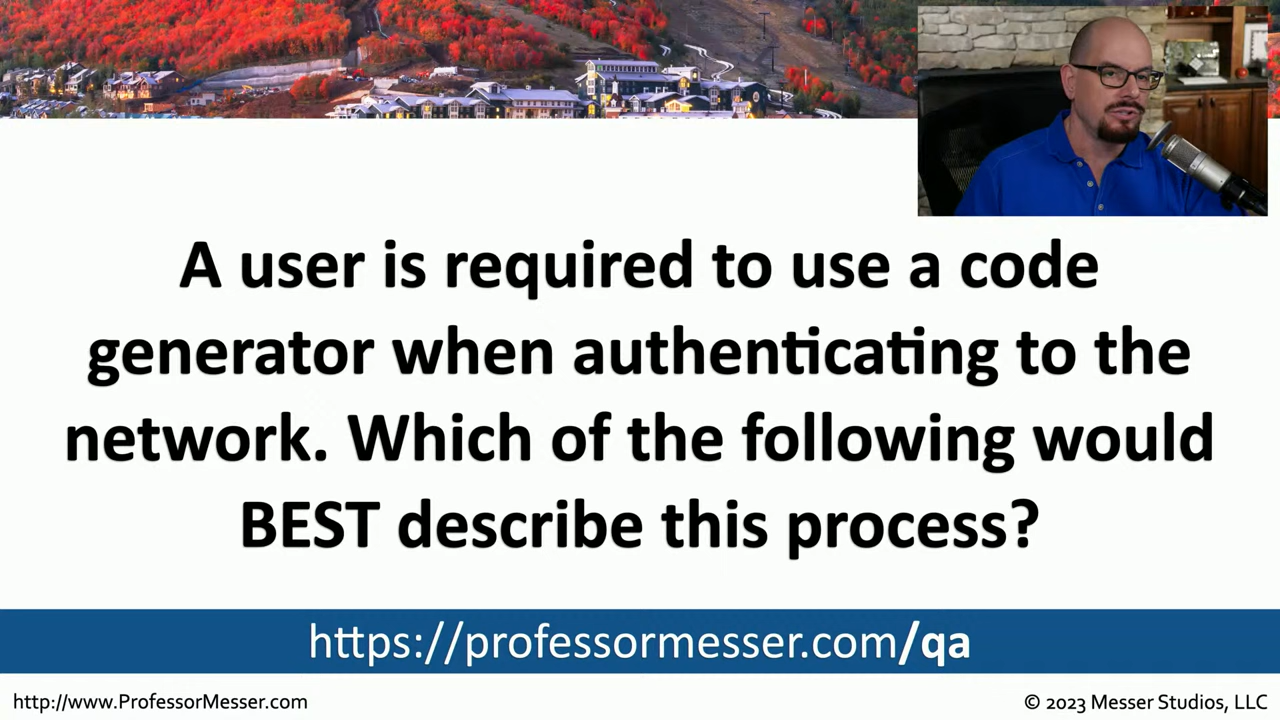 A user is required to use a code
generator when authenticating to the
network. Which of the following would
BEST describe this process?
https://professormesser.com/qa
http://www.ProfessorMesser.com
© 2023 Messer Studios, LLC